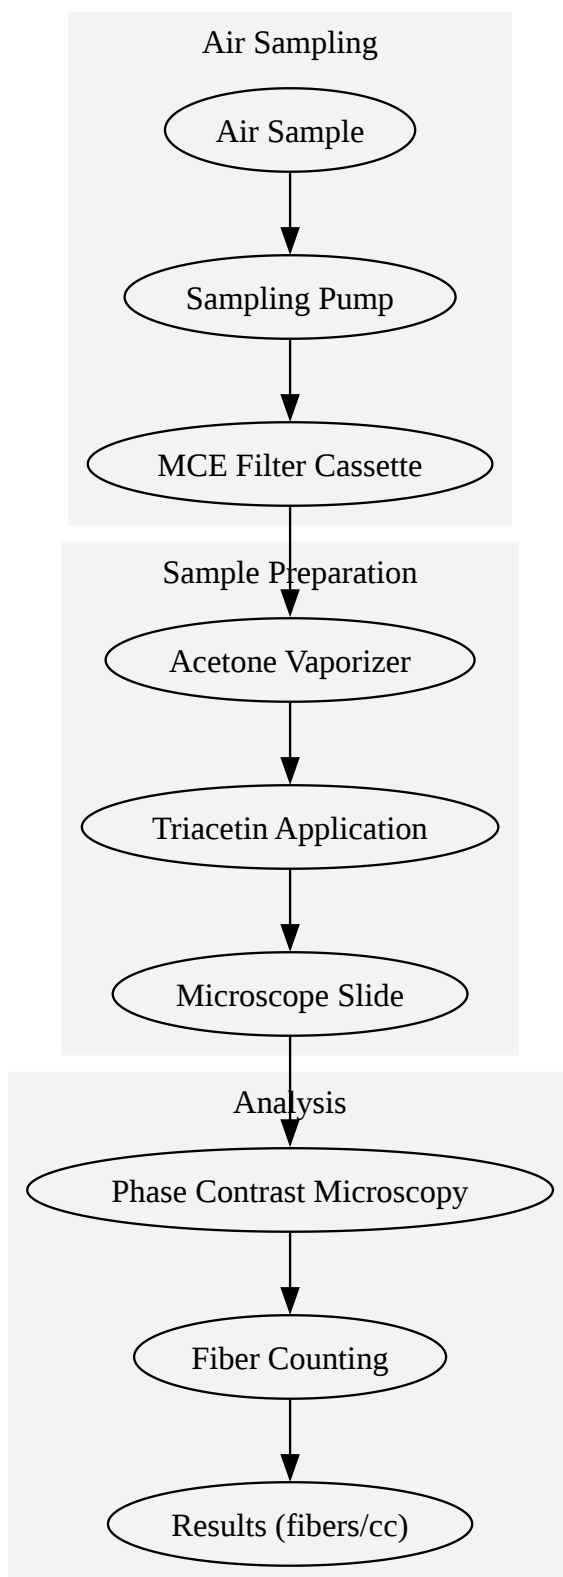 Air Sampling
Air Sample
Sampling Pump
MCE Filter Cassette
Sample Preparation
Acetone Vaporizer
Triacetin Application
Microscope Slide
Analysis
Phase Contrast Microscopy
Fiber Counting
Results (fibers/cc)